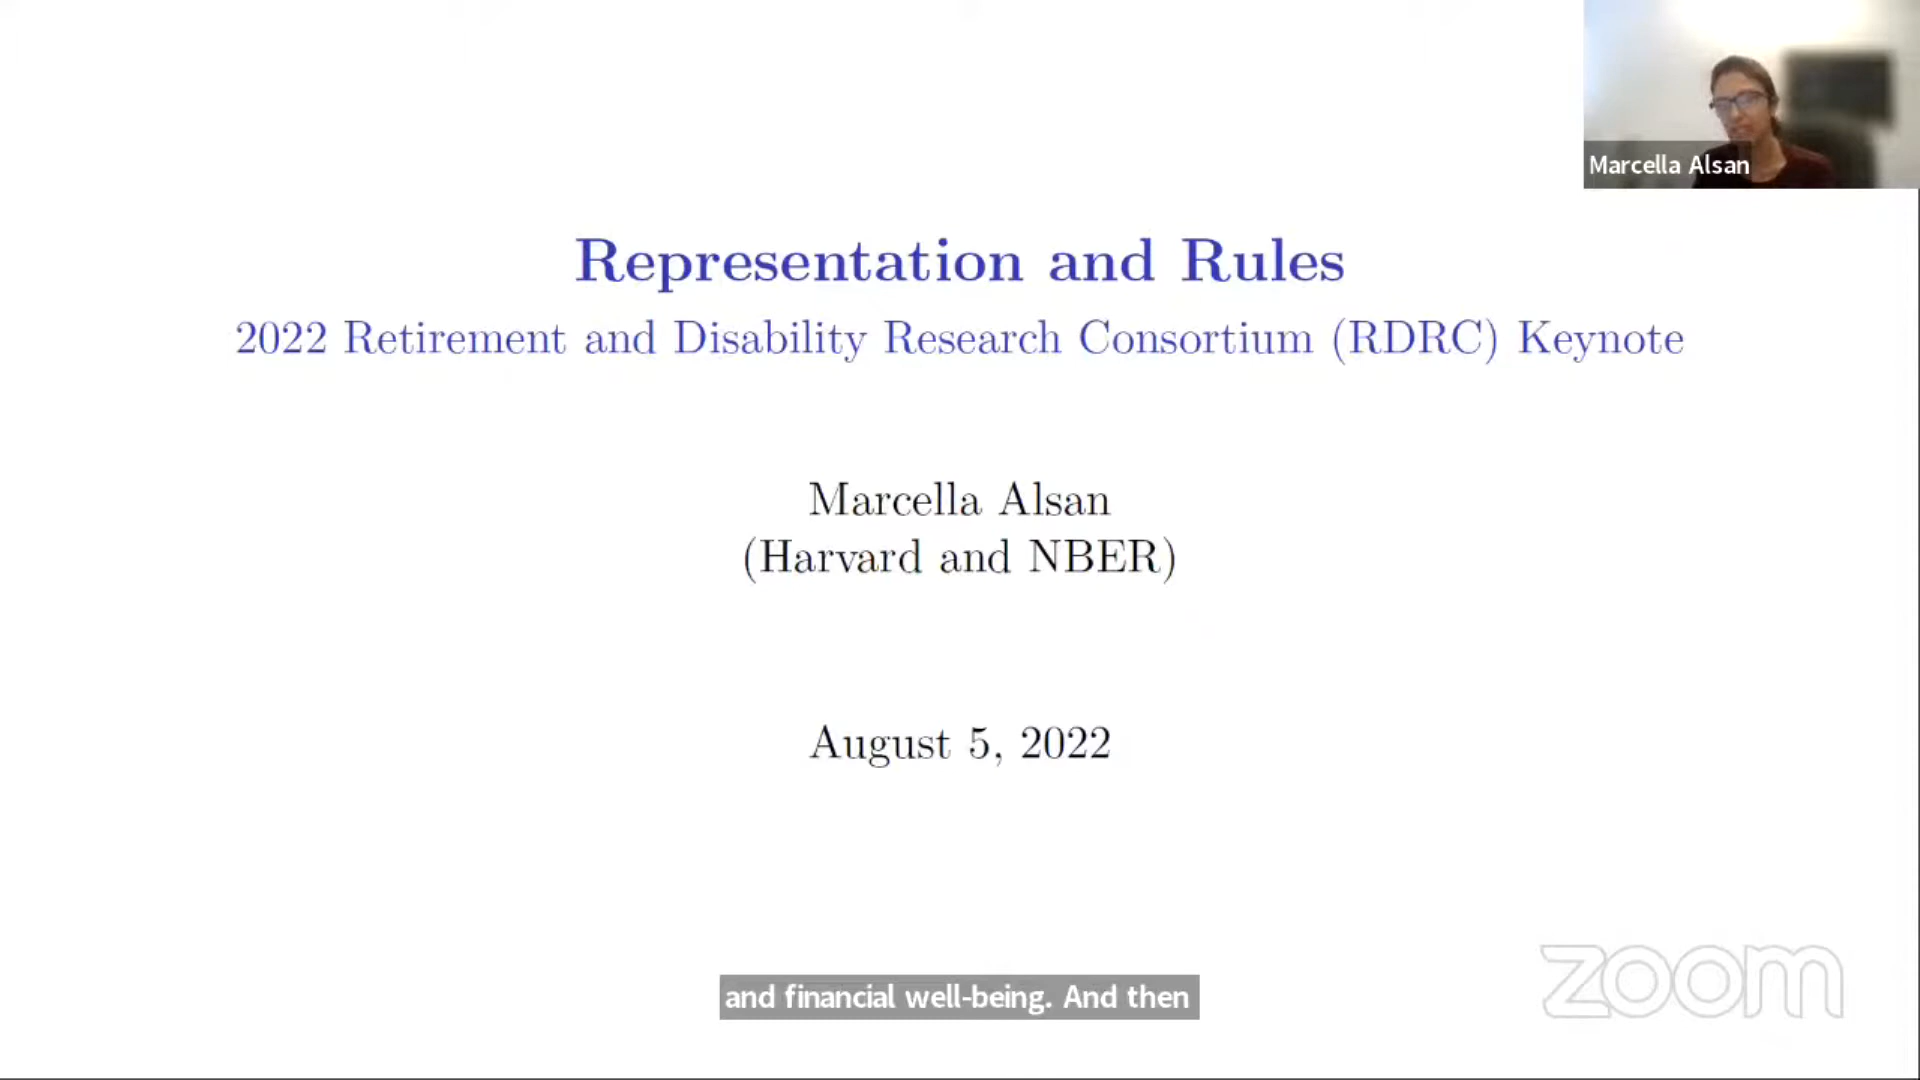 Marcella Alsan
Representation and Rules
2022 Retirement and Disability Research Consortium (RDRC) Keynote
Marcella Alsan
(Harvard and NBER)
August 5, 2022
zoom
and financial well-being. And then